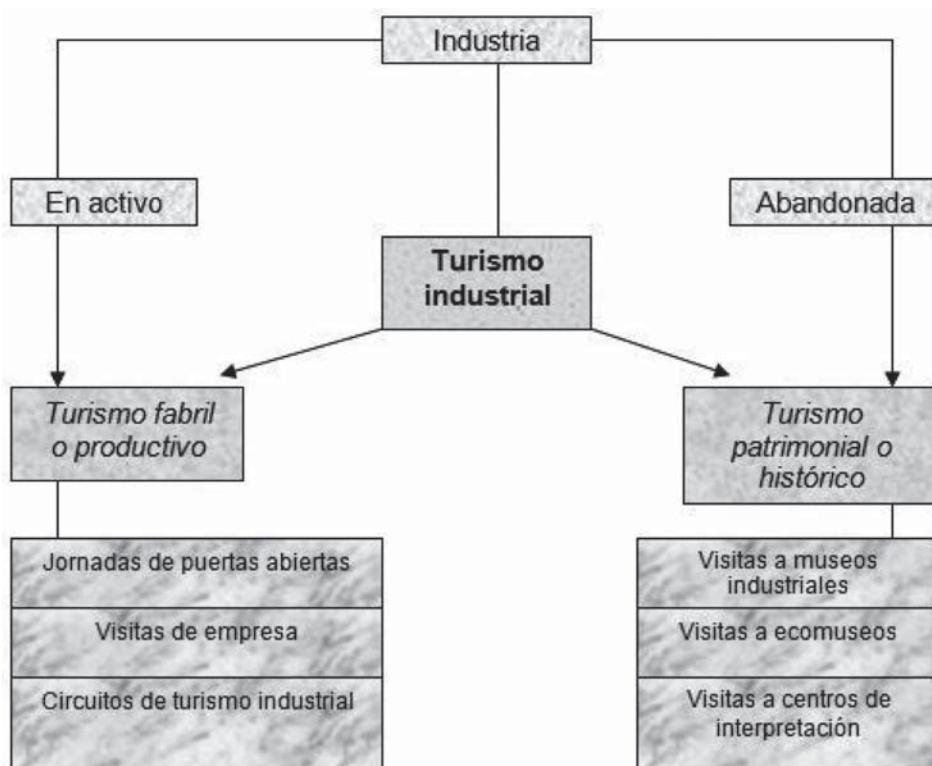 Industria
En activo
Abandonada
Turismo
industrial
Turismo fabril
o productivo
Turismo
patrimonial o
histórico
Jornadas de puertas abiertas
Visitas de empresa
Circuitos de turismo industrial
Visitas a museos
industriales
Visitas a ecomuseos
Visitas a centros de
interpretación